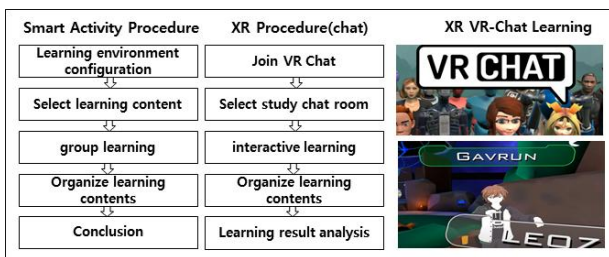 Smart Activity Procedure
Learning environment
configuration
Select learning content
group learning
Organize learning
contents
Conclusion
XR Procedure(chat)
Join VR Chat
Select study chat room
interactive learning
Organize learning
contents
Learning result analysis
XR VR-Chat Learning
VR CHAT
GAVRUN